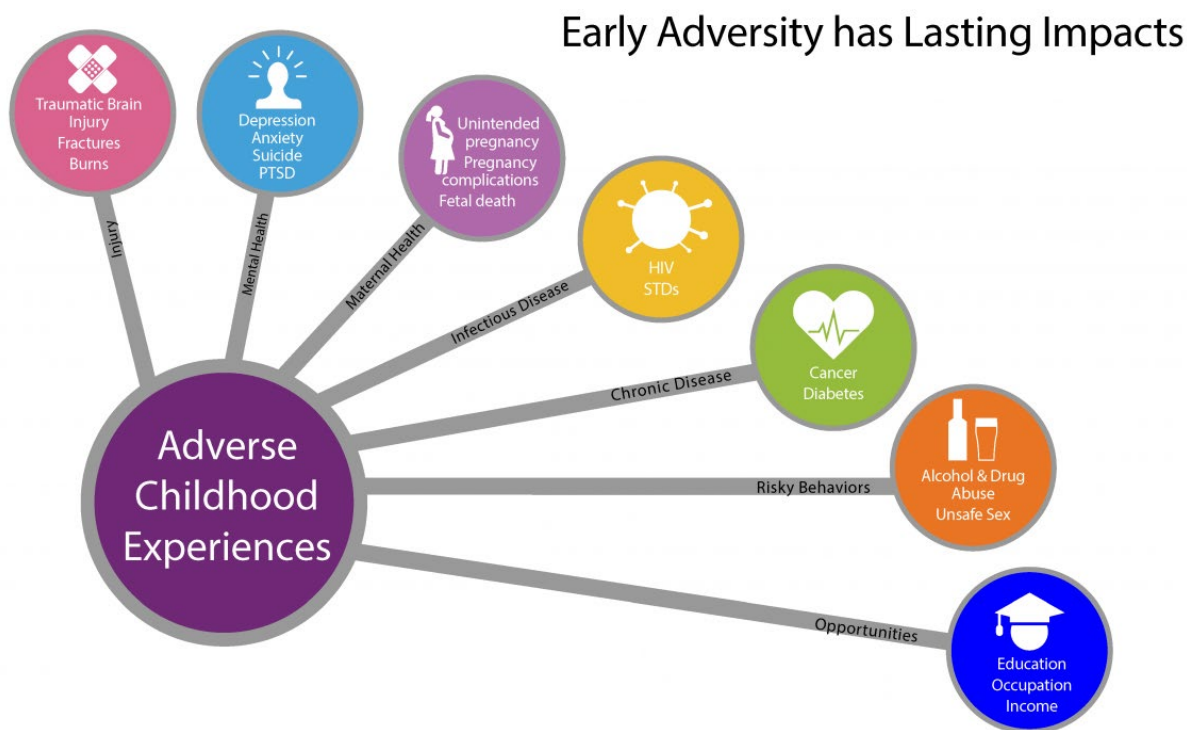 Early Adversity has Lasting Impacts
Traumatic Brain
Injury
Fractures
Burns
Injury
Depression
Anxiety
Suicide
PTSD
Mental Health
Unintended
pregnancy
Pregnancy
complications
Fetal death
Maternal Health
HIV
STDs
Infectious Disease
Cancer
Diabetes
Chronic Disease
Alcohol & Drug
Abuse
Unsafe Sex
Risky Behaviors
Education
Occupation
Income
Opportunities
Adverse
Childhood
Experiences